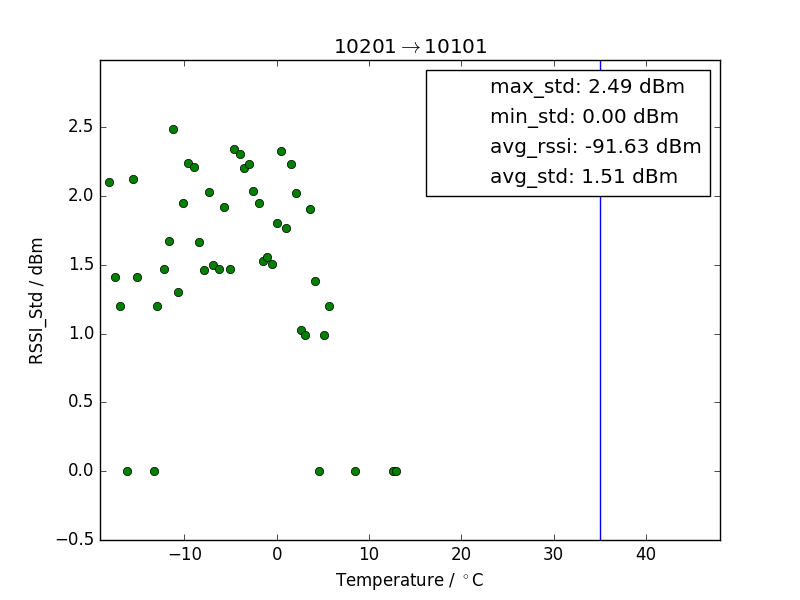 10201→10101
max_std: 2.49 dBm
min_std: 0.00 dBm
avg_rssi: -91.63 dBm
avg_std: 1.51 dBm
RSSI_Std / dBm
2.5
2.0
1.5
1.0
0.5
0.0
−0.5
−10 0 10 20 30 40
Temperature / °C